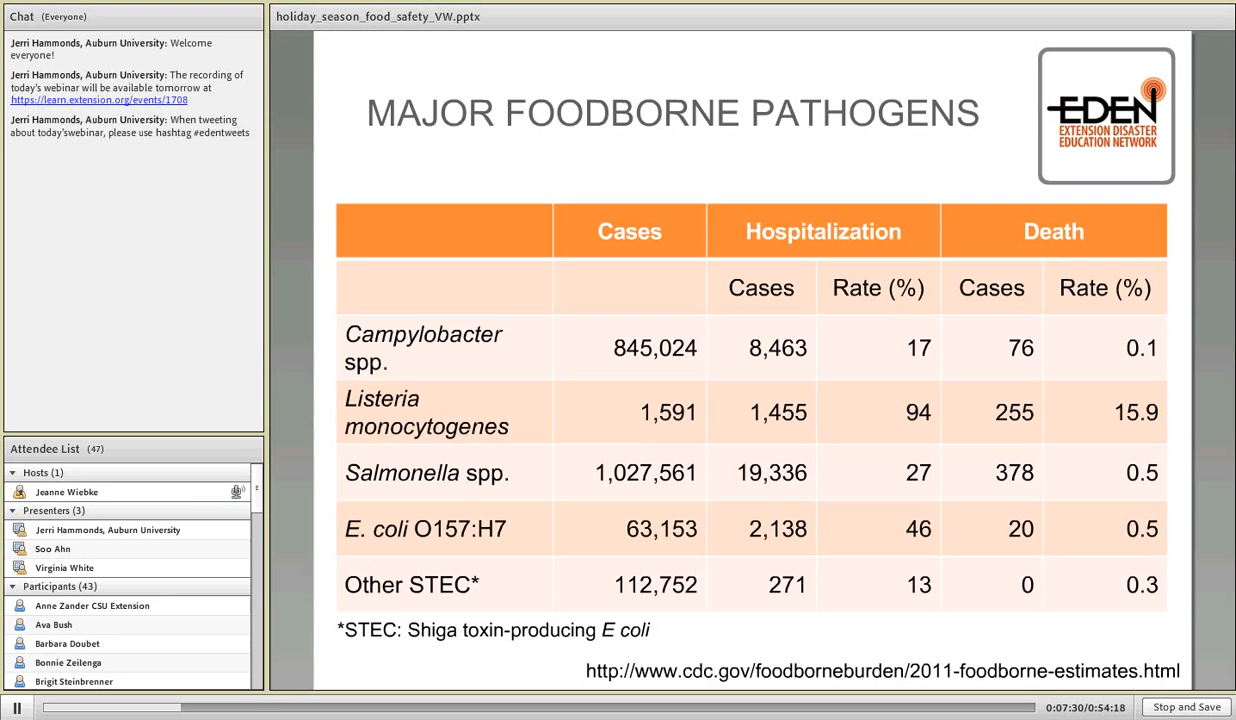 Chat (Everyone)
Jerri Hammonds, Auburn University: Welcome
everyone!
Jerri Hammonds, Auburn University: The recording of
today's webinar will be available tomorrow at
https://learn.extension.org/events/1708
Jerri Hammonds, Auburn University: When tweeting
about today'swebinar, please use hashtag #edentweets
Attendee List (47)
Hosts (1)
Jeanne Wiebke
Presenters (3)
Jerri Hammonds, Auburn University
Soo Ahn
Virginia White
Participants (43)
Anne Zander CSU Extension
Ava Bush
Barbara Doubet
Bonnie Zeilenga
Brigit Steinbrenner
holiday_season_food_safety_VW.pptx
MAJOR FOODBORNE PATHOGENS
EDEN
EXTENSION DISASTER
EDUCATION NETWORK
Cases Hospitalization Death
Cases Rate (%) Cases Rate (%)
Campylobacter
spp. 845,024 8,463 17 76 0.1
Listeria
monocytogenes 1,591 1,455 94 255 15.9
Salmonella spp. 1,027,561 19,336 27 378 0.5
E. coli O157:H7 63,153 2,138 46 20 0.5
Other STEC* 112,752 271 13 0 0.3
*STEC: Shiga toxin-producing E coli
http://www.cdc.gov/foodborneburden/2011-foodborne-estimates.html
0:07:30/0:54:18 Stop and Save